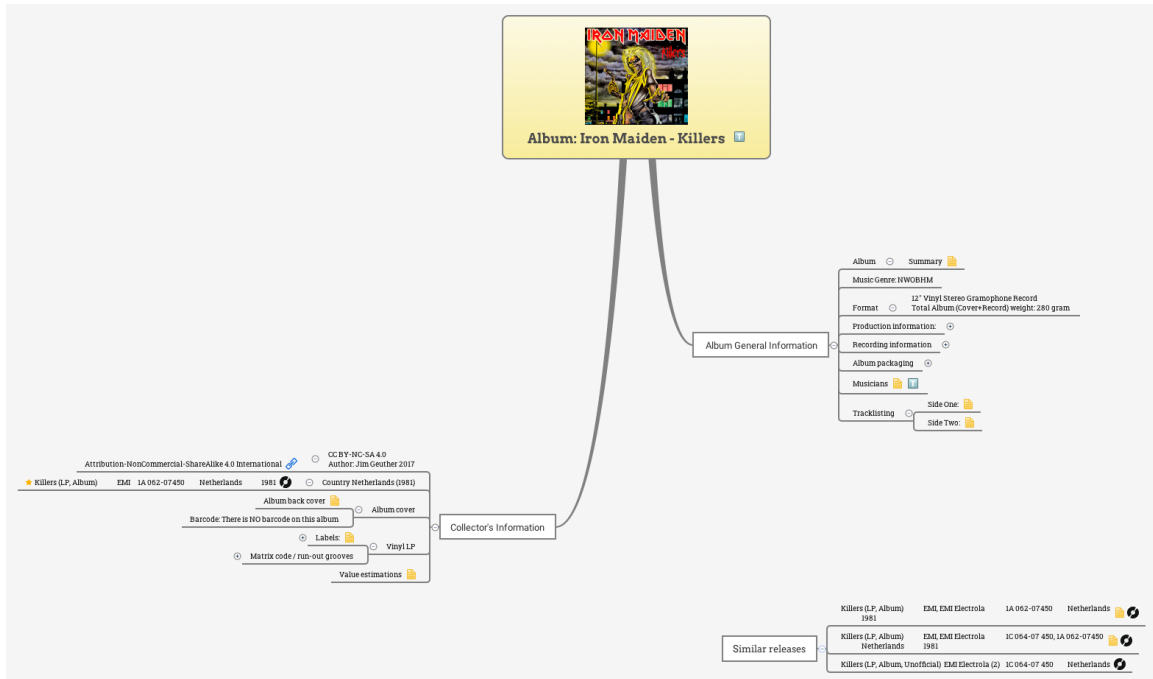 IRON MAIDEN
Killers
Album: Iron Maiden - Killers
Album General Information
Album Summary
Music Genre: NWOBHM
Format
12" Vinyl Stereo Gramophone Record
Total Album (Cover+Record) weight: 280 gram
Production information:
Recording information
Album packaging
Musicians
Tracklisting
Side One:
Side Two:
Collector's Information
CC BY-NC-SA 4.0
Author: Jim Geuther 2017
Attribution-NonCommercial-ShareAlike 4.0 International
Killers (LP, Album) EMI 1A 062-07450 Netherlands 1981 Country Netherlands (1981)
Album cover
Album back cover
Barcode: There is NO barcode on this album
Vinyl LP
Labels:
Matrix code / run-out grooves
Value estimations
Similar releases
Killers (LP, Album) EMI, EMI Electrola 1A 062-07450 Netherlands
1981
Killers (LP, Album) EMI, EMI Electrola 1C 064-07 450, 1A 062-07450
Netherlands 1981
Killers (LP, Album, Unofficial) EMI Electrola (2) 1C 064-07 450 Netherlands